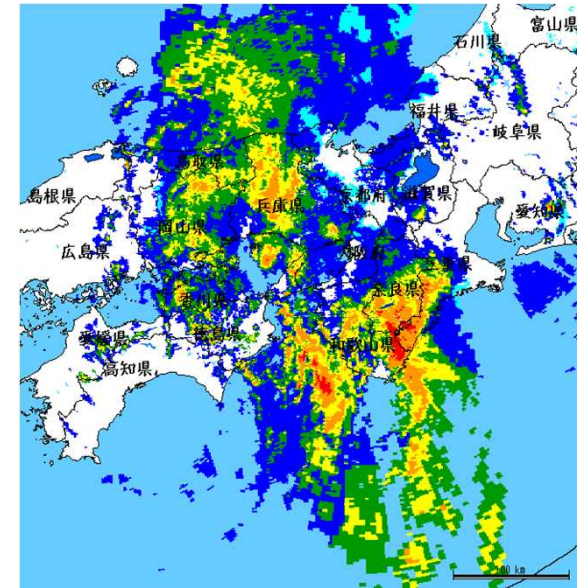 富山県
石川県
福井県
岐阜県
鳥取県
島根県
京都府
滋賀県
兵庫県
愛知県
岡山県
広島県
大阪府
三重県
奈良県
香川県
徳島県
愛媛県
和歌山県
高知県
100 km